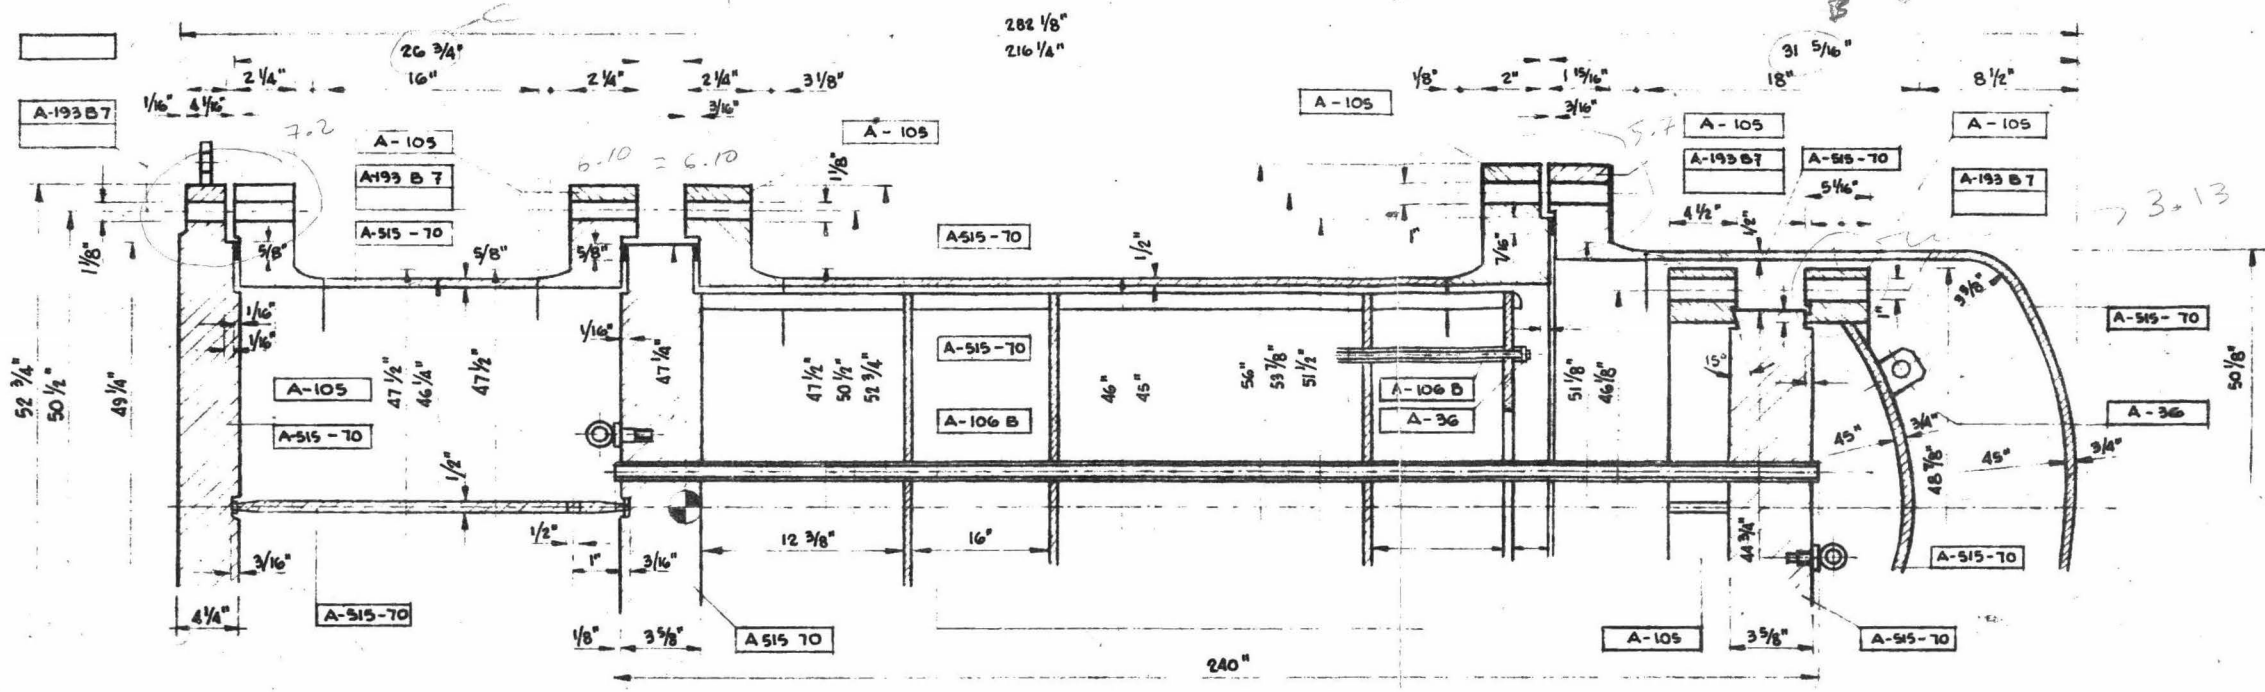 282 1/8"
216 1/4"
26 3/4"
31 5/16"
2 1/4"
16"
2 1/4"
2 1/4"
3 1/8"
1/8"
2"
1 15/16"
18"
8 1/2"
1/16"
4 1/16"
3/16"
3/16"
A-193 B7
7.2
A-105
A-105
A-105
5.7
A-105
A-105
6.10 = 6.10
A-193 B 7
A-515-70
1 1/8"
A-193 B7
A-515-70
A-193 B7
5 1/16"
3.13
4 1/2"
1/2"
1 1/8"
5/8"
5/8"
5/8"
A-515-70
1/2"
1"
7/16"
3 3/8"
1"
1/16"
1/16"
1/16"
A-515-70
A-515-70
52 3/4"
50 1/2"
49 1/4"
A-105
A-515-70
47 1/2"
46 1/4"
47 1/2"
47 1/4"
47 1/2"
50 1/2"
52 3/4"
A-106 B
46"
45"
56"
53 7/8"
51 1/2"
A-106 B
A-36
51 1/8"
46 1/8"
15°
50 1/8"
A-36
45"
3/4"
48 7/8"
45"
3/4"
1/2"
1/2"
1"
3/16"
3/16"
12 3/8"
16"
44 3/4"
A-515-70
4 1/4"
A-515-70
1/8"
3 5/8"
A 515 70
A-105
3 5/8"
A-515-70
240"